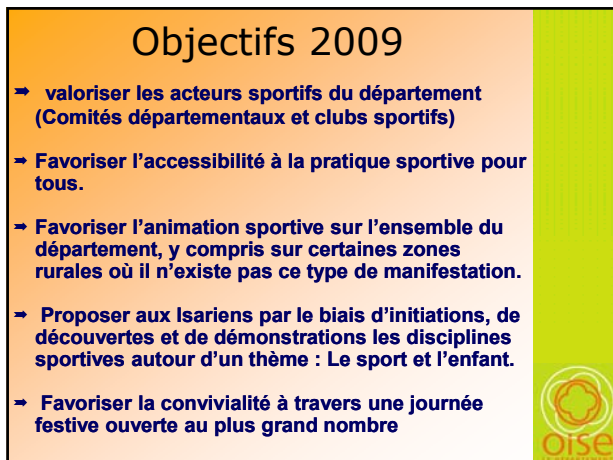 Objectifs 2009
➡ valoriser les acteurs sportifs du département
(Comités départementaux et clubs sportifs)
➡ Favoriser l’accessibilité à la pratique sportive pour
tous.
➡ Favoriser l’animation sportive sur l’ensemble du
département, y compris sur certaines zones
rurales où il n’existe pas ce type de manifestation.
➡ Proposer aux Isariens par le biais d’initiations, de
découvertes et de démonstrations les disciplines
sportives autour d’un thème : Le sport et l’enfant.
➡ Favoriser la convivialité à travers une journée
festive ouverte au plus grand nombre
oise